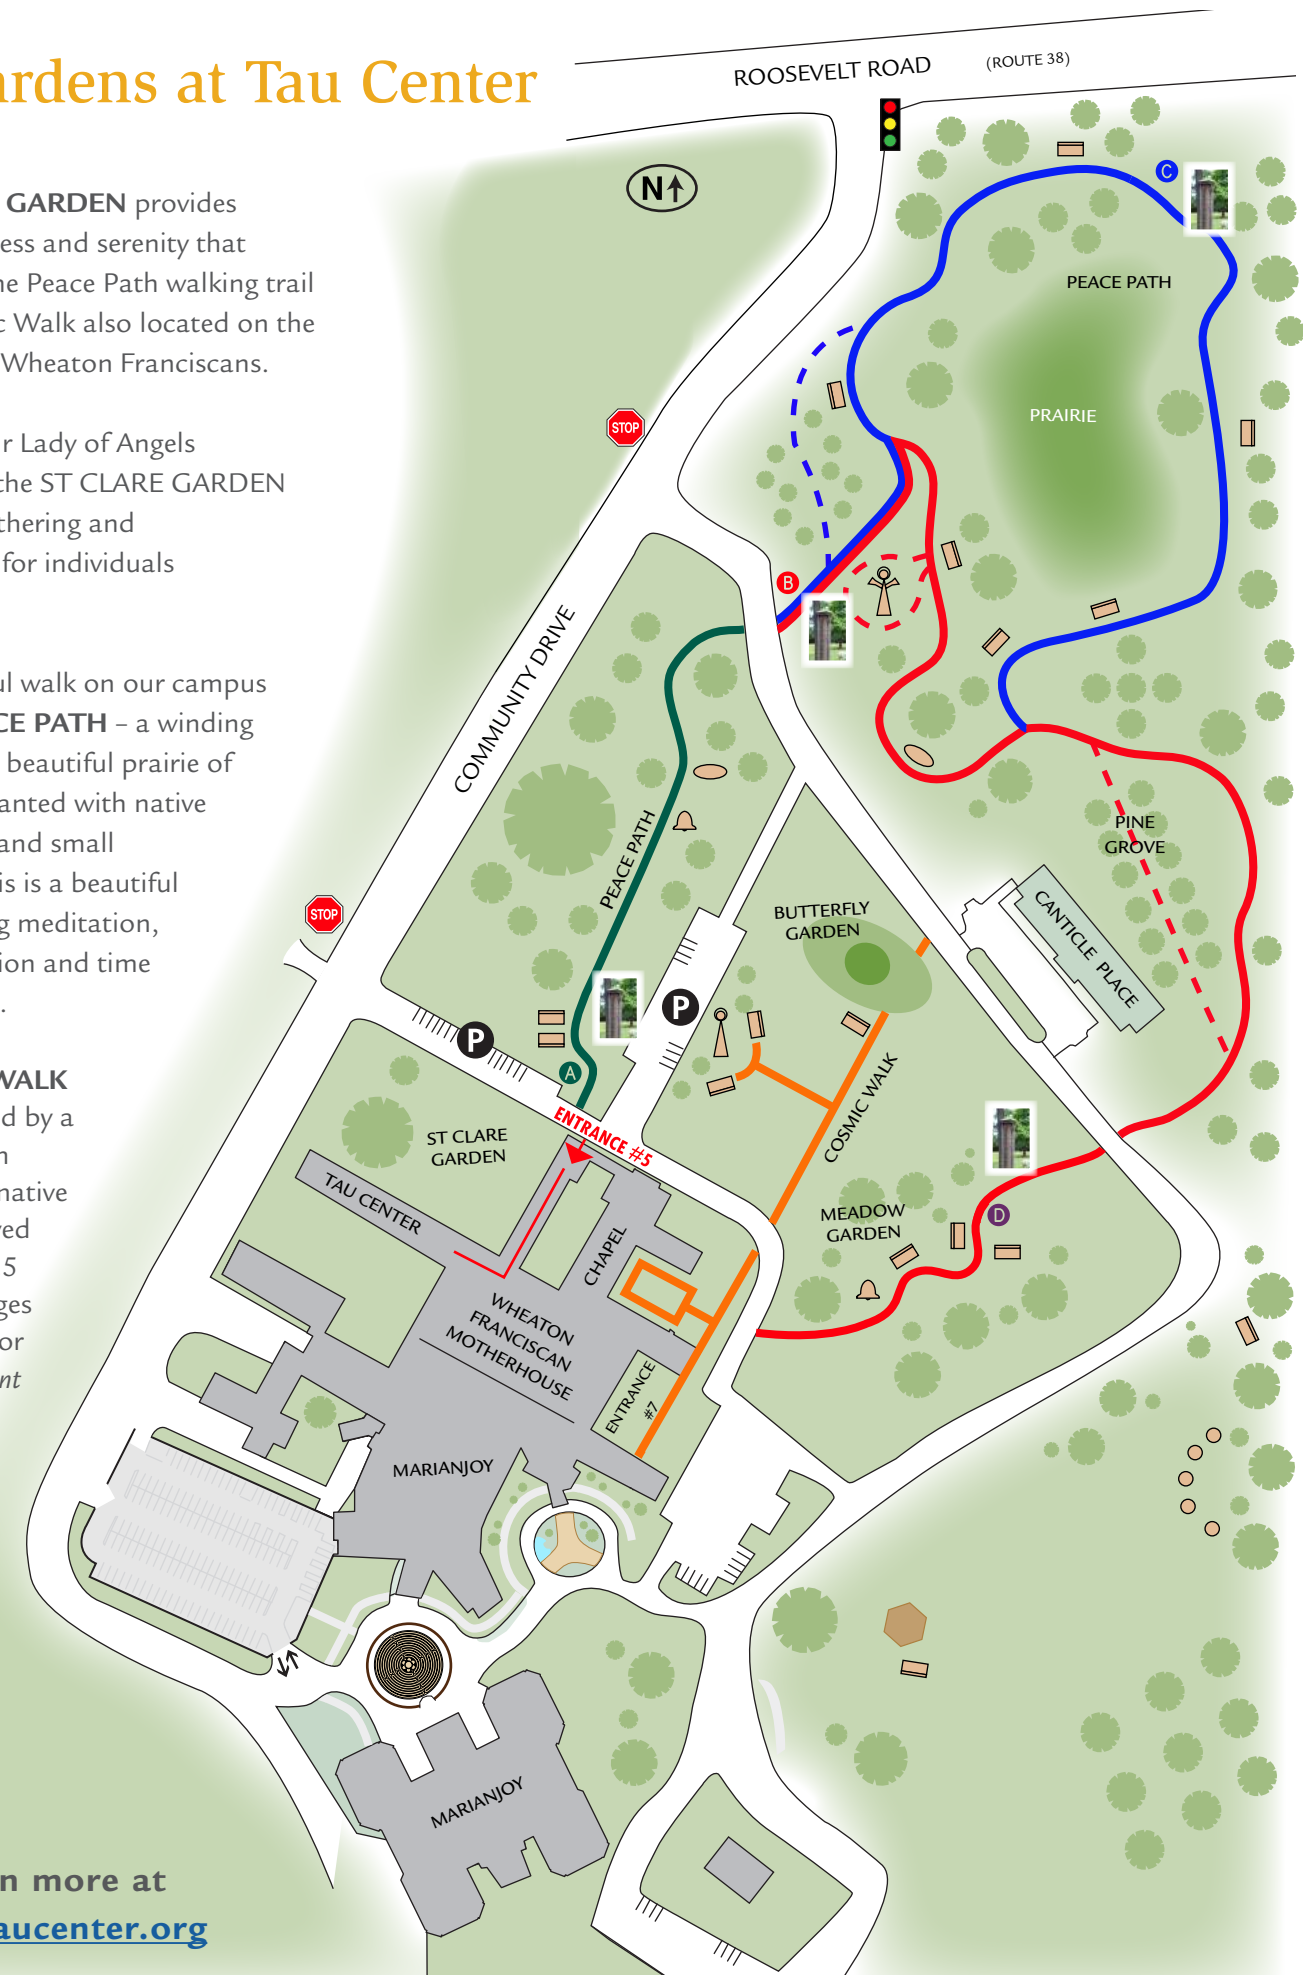 ardens at Tau Center
GARDEN provides
ess and serenity that
he Peace Path walking trail
c Walk also located on the
Wheaton Franciscans.
r Lady of Angels
the ST CLARE GARDEN
thering and
for individuals
ul walk on our campus
CE PATH – a winding
beautiful prairie of
anted with native
and small
is is a beautiful
g meditation,
ion and time
.
WALK
d by a
n
native
ved
5
ges
or
nt
n more at
aucenter.org
ROOSEVELT ROAD
(ROUTE 38)
N
C
PEACE PATH
PRAIRIE
STOP
B
COMMUNITY DRIVE
PEACE PATH
PINE
GROVE
CANTICLE PLACE
BUTTERFLY
GARDEN
STOP
P
P
A
COSMIC WALK
ENTRANCE #5
ST CLARE
GARDEN
TAU CENTER
CHAPEL
MEADOW
GARDEN
D
WHEATON
FRANCISCAN
MOTHERHOUSE
ENTRANCE
#7
MARIANJOY
MARIANJOY